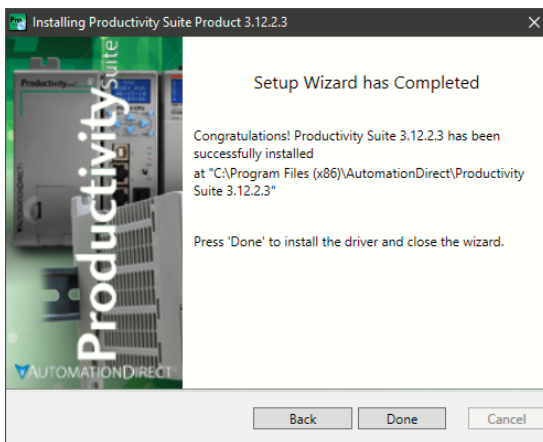 Installing Productivity Suite Product 3.12.2.3
Setup Wizard has Completed
Congratulations! Productivity Suite 3.12.2.3 has been
successfully installed
at "C:\Program Files (x86)\AutomationDirect\Productivity
Suite 3.12.2.3"
Press 'Done' to install the driver and close the wizard.
Productivity Suite
AUTOMATIONDIRECT
Back Done Cancel